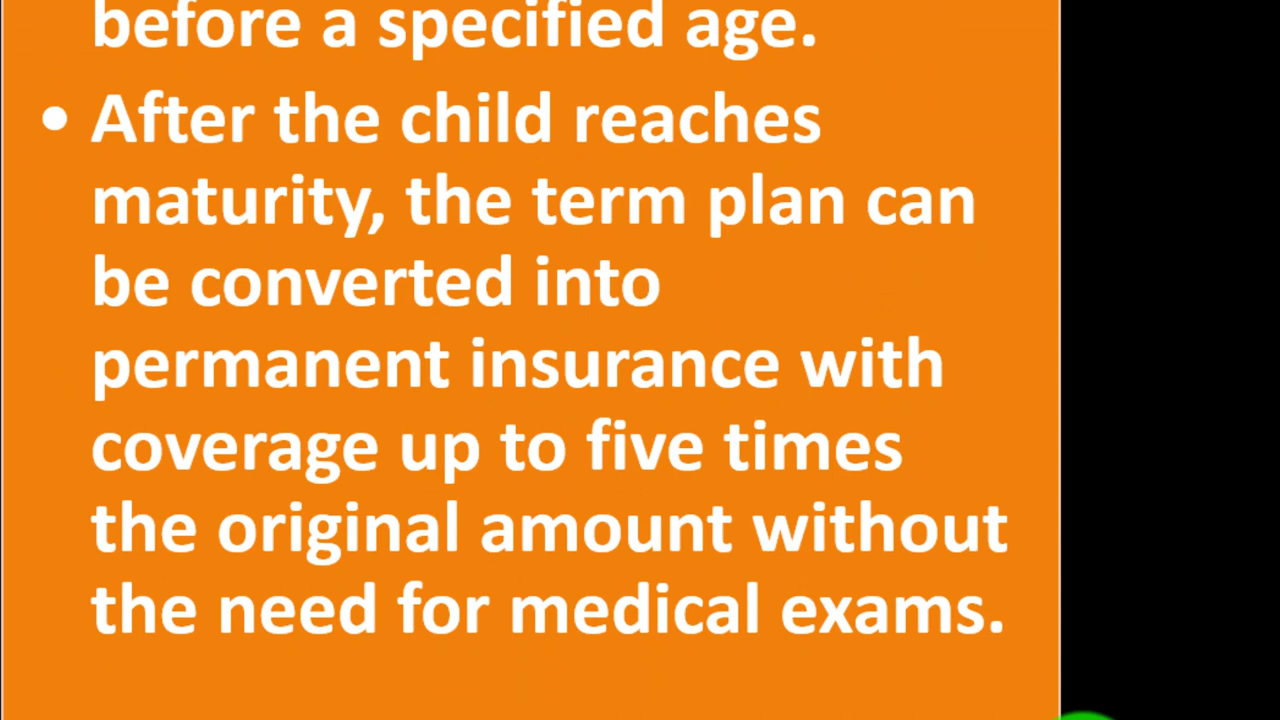 before a specified age.
• After the child reaches
maturity, the term plan can
be converted into
permanent insurance with
coverage up to five times
the original amount without
the need for medical exams.